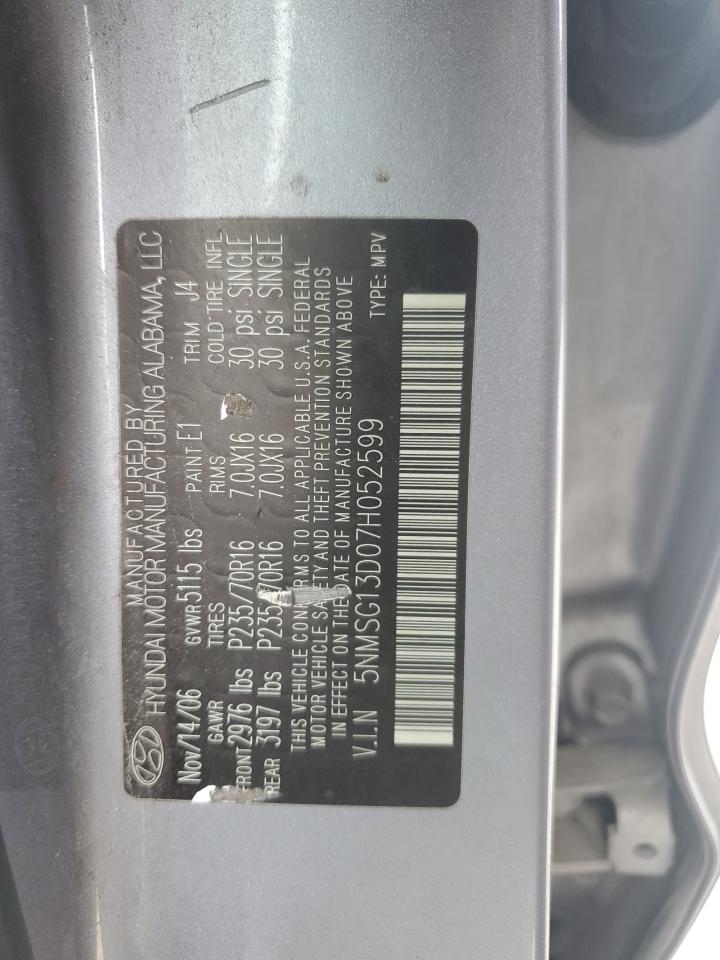 MANUFACTURED BY
HYUNDAI MOTOR MANUFACTURING ALABAMA, LLC
Nov/14/06 GVWR 5115 lbs PAINT E1 TRIM J4
GAWR TIRES RIMS COLD TIRE INFL
FRONT 2976 lbs P235/70R16 7.0JX16 30 psi SINGLE
REAR 3197 lbs P235/70R16 7.0JX16 30 psi SINGLE
THIS VEHICLE CONFORMS TO ALL APPLICABLE U.S.A. FEDERAL
MOTOR VEHICLE SAFETY AND THEFT PREVENTION STANDARDS
IN EFFECT ON THE DATE OF MANUFACTURE SHOWN ABOVE
V.I.N 5NMSG13D07H052599 TYPE: MPV